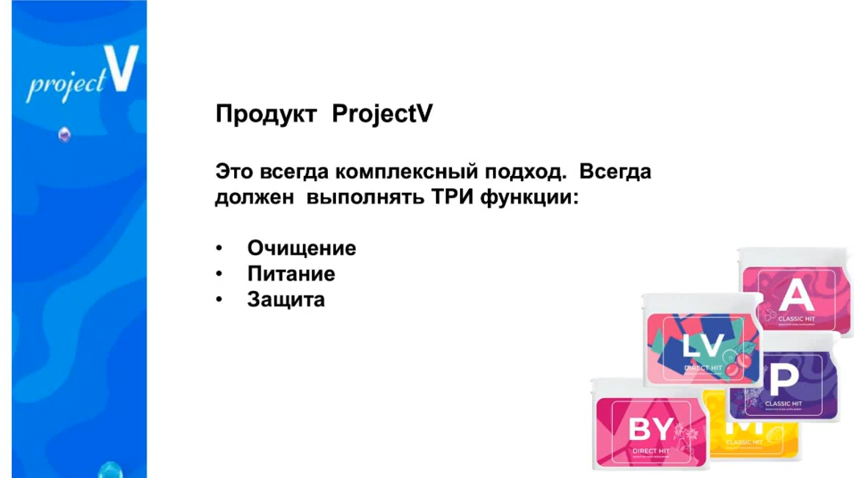 projectV
Продукт ProjectV
Это всегда комплексный подход. Всегда
должен выполнять ТРИ функции:
• Очищение
• Питание
• Защита
A
CLASSIC HIT
LV
DIRECT HIT
P
CLASSIC HIT
BY
DIRECT HIT
M
CLASSIC HIT